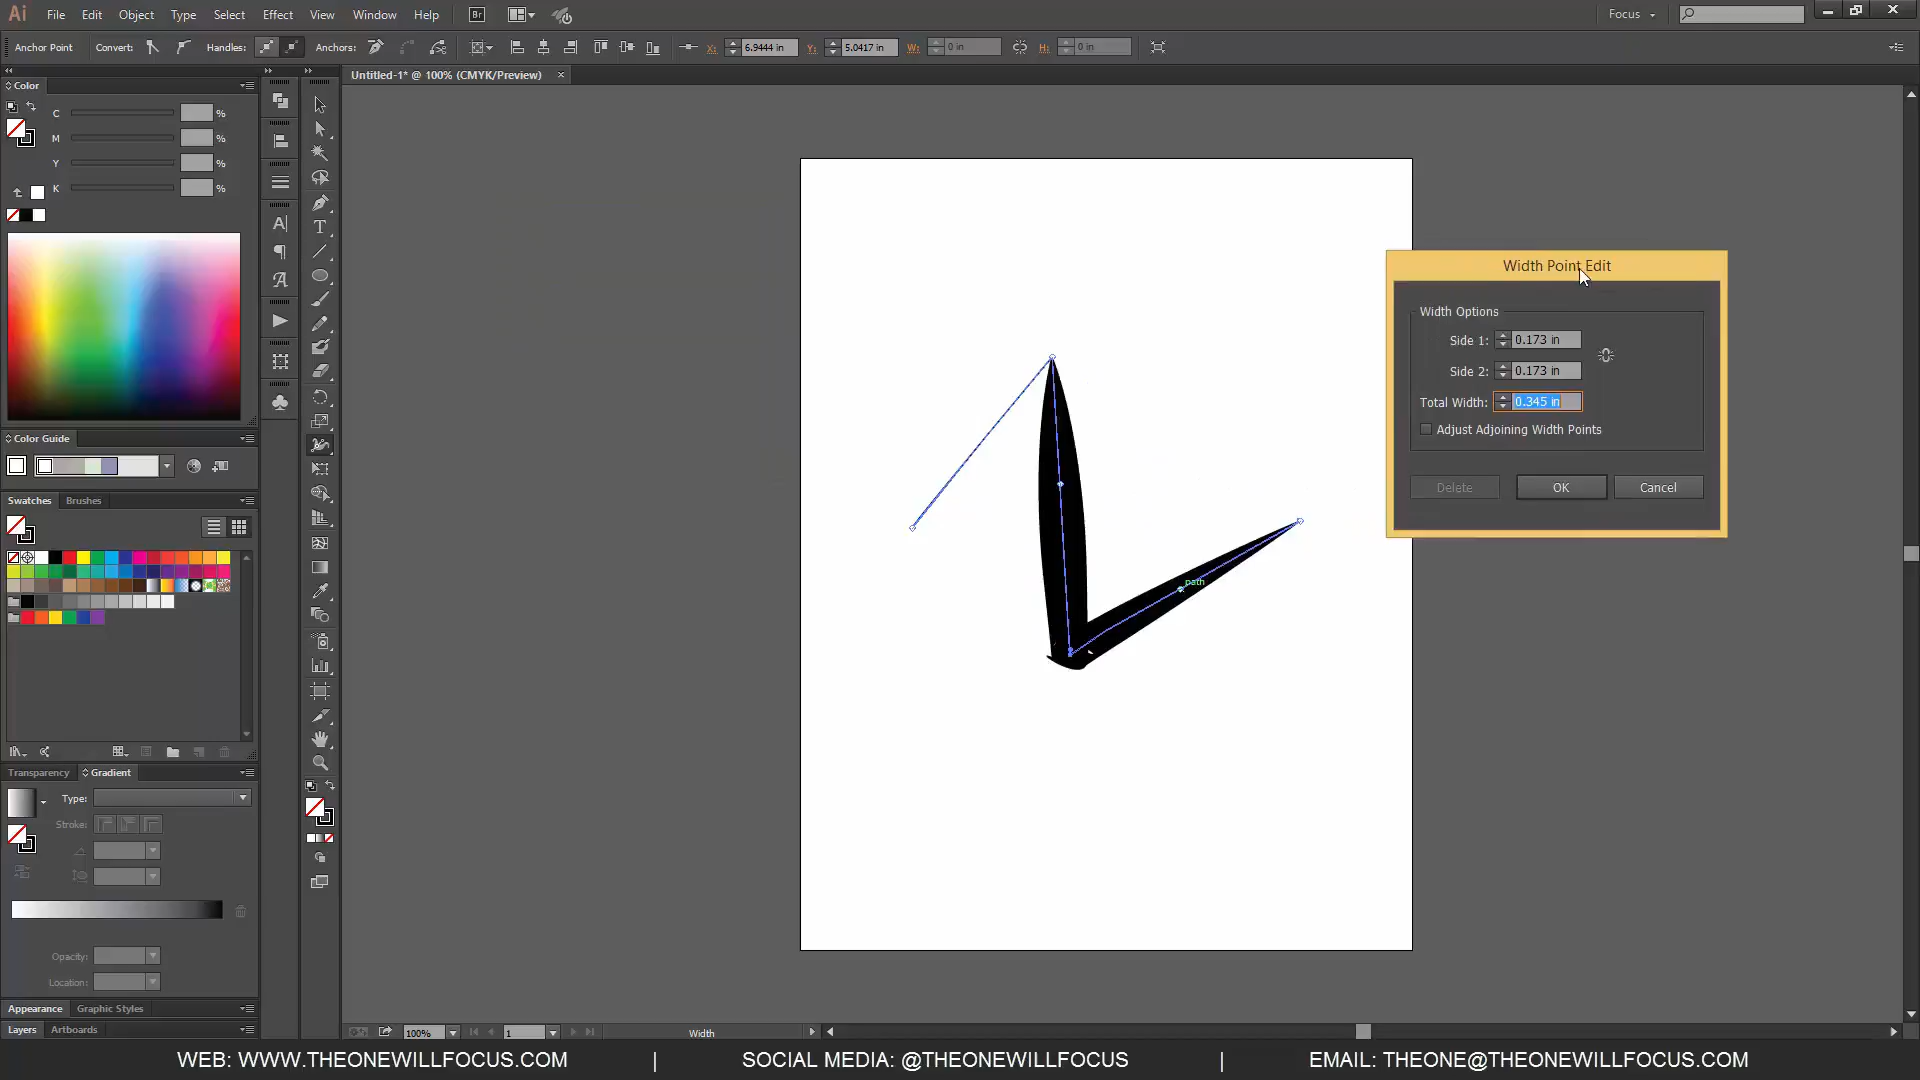 Ai File Edit Object Type Select Effect View Window Help Br Focus
Anchor Point Convert: Handles: Anchors: X: 6.9444 in Y: 5.0417 in W: 0 in H: 0 in
Untitled-1* @ 100% (CMYK/Preview)
Color
C %
M %
Y %
K %
Color Guide
Swatches Brushes
Transparency Gradient
Type:
Stroke:
Opacity:
Location:
Appearance Graphic Styles
Layers Artboards
path
Width Point Edit
Width Options
Side 1: 0.173 in
Side 2: 0.173 in
Total Width: 0.345 in
Adjust Adjoining Width Points
Delete OK Cancel
100% 1 Width
WEB: WWW.THEONEWILLFOCUS.COM | SOCIAL MEDIA: @THEONEWILLFOCUS | EMAIL: THEONE@THEONEWILLFOCUS.COM